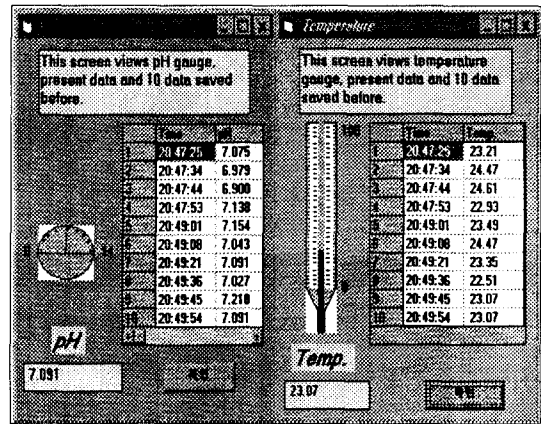 Temperature
This screen views pH gauge,
present data and 10 data saved
before.
This screen views temperature
gauge, present data and 10 data
saved before.
Time pH
1 20:47:25 7.075
2 20:47:34 6.979
3 20:47:44 6.900
4 20:47:53 7.138
5 20:49:01 7.154
6 20:49:08 7.043
7 20:49:21 7.091
8 20:49:36 7.027
9 20:49:45 7.218
10 20:49:54 7.091
100
Time Temp.
1 20:47:25 23.21
2 20:47:34 24.47
3 20:47:44 24.61
4 20:47:53 22.93
5 20:49:01 23.49
6 20:49:08 24.47
7 20:49:21 23.35
8 20:49:36 22.51
9 20:49:45 23.07
10 20:49:54 23.07
0
0 14
pH
7.091
Temp.
23.07